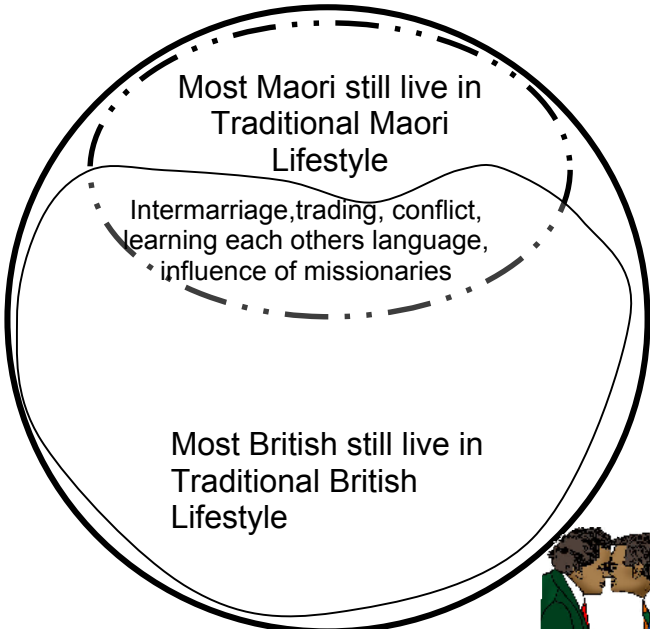 Most Maori still live in
Traditional Maori
Lifestyle
Intermarriage,trading, conflict,
learning each others language,
influence of missionaries
Most British still live in
Traditional British
Lifestyle